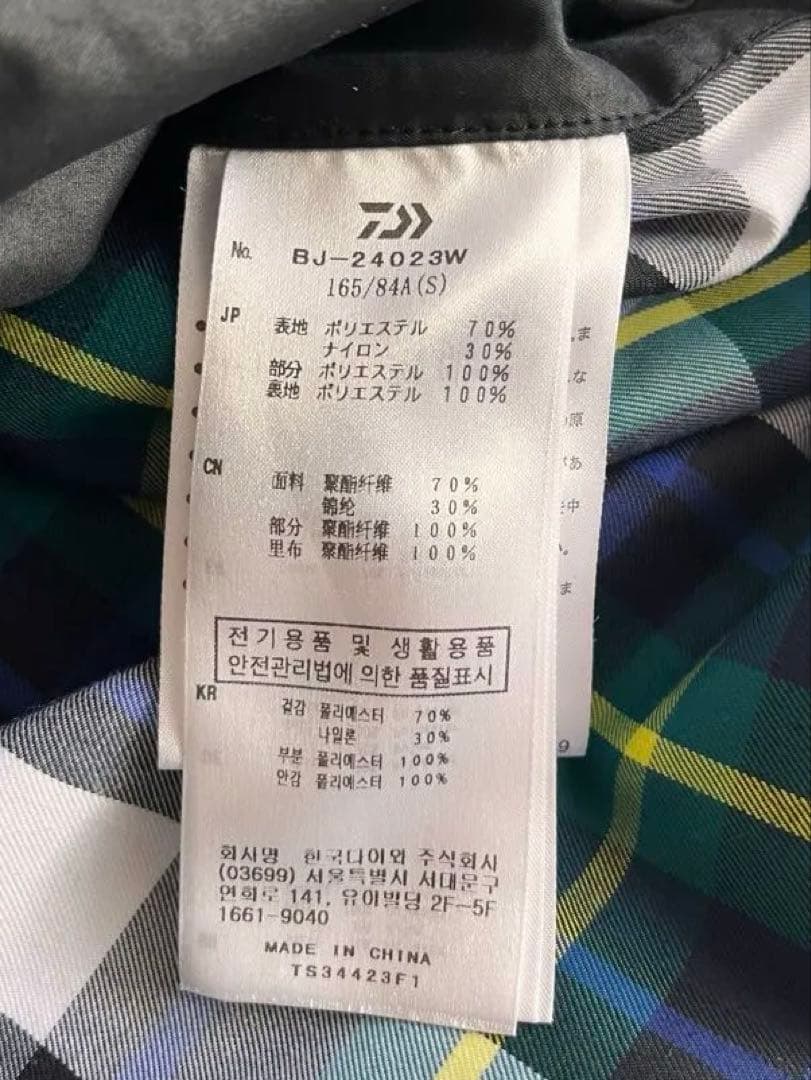 No. BJ-24023W
165/84A(S)
JP
表地 ポリエステル 70%
ナイロン 30%
部分 ポリエステル 100%
裏地 ポリエステル 100%
CN
面料 聚酯纤维 70%
锦纶 30%
部分 聚酯纤维 100%
里布 聚酯纤维 100%
전기용품 및 생활용품
안전관리법에 의한 품질표시
KR
겉감 폴리에스터 70%
나일론 30%
부분 폴리에스터 100%
안감 폴리에스터 100%
회사명 한국다이와 주식회사
(03699) 서울특별시 서대문구
연희로 141, 유아빌딩 2F-5F
1661-9040
MADE IN CHINA
TS34423F1
ま
な
原
あ
中
ま
9